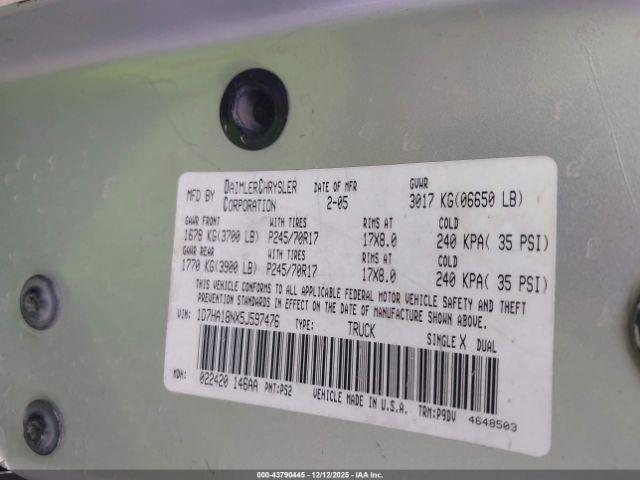 MFD BY DAIMLERCHRYSLER CORPORATION DATE OF MFR 2-05 GVWR 3017 KG(06650 LB)
GAWR FRONT WITH TIRES RIMS AT COLD
1678 KG(3700 LB) P245/70R17 17X8.0 240 KPA( 35 PSI)
GAWR REAR WITH TIRES RIMS AT COLD
1770 KG(3900 LB) P245/70R17 17X8.0 240 KPA( 35 PSI)
THIS VEHICLE CONFORMS TO ALL APPLICABLE FEDERAL MOTOR VEHICLE SAFETY AND THEFT
PREVENTION STANDARDS IN EFFECT ON THE DATE OF MANUFACTURE SHOWN ABOVE.
VIN: 1D7HA18NX5J597476 TYPE: TRUCK SINGLE X DUAL
MDH: 022420 146AA PNT:PS2 VEHICLE MADE IN U.S.A. TRM:P9DV 4648503
000-43790445 - 12/12/2025 - IAA Inc.